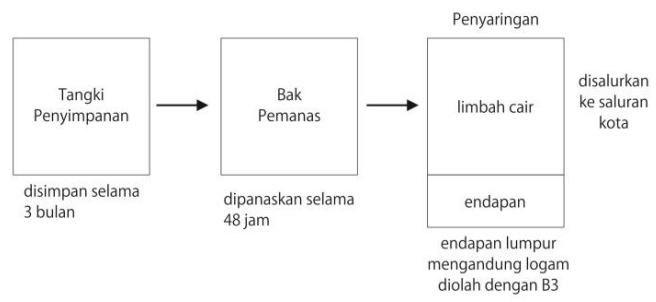 Penyaringan
Tangki
Penyimpanan
Bak
Pemanas
limbah cair
disalurkan
ke saluran
kota
disimpan selama
3 bulan
dipanaskan selama
48 jam
endapan
endapan lumpur
mengandung logam
diolah dengan B3